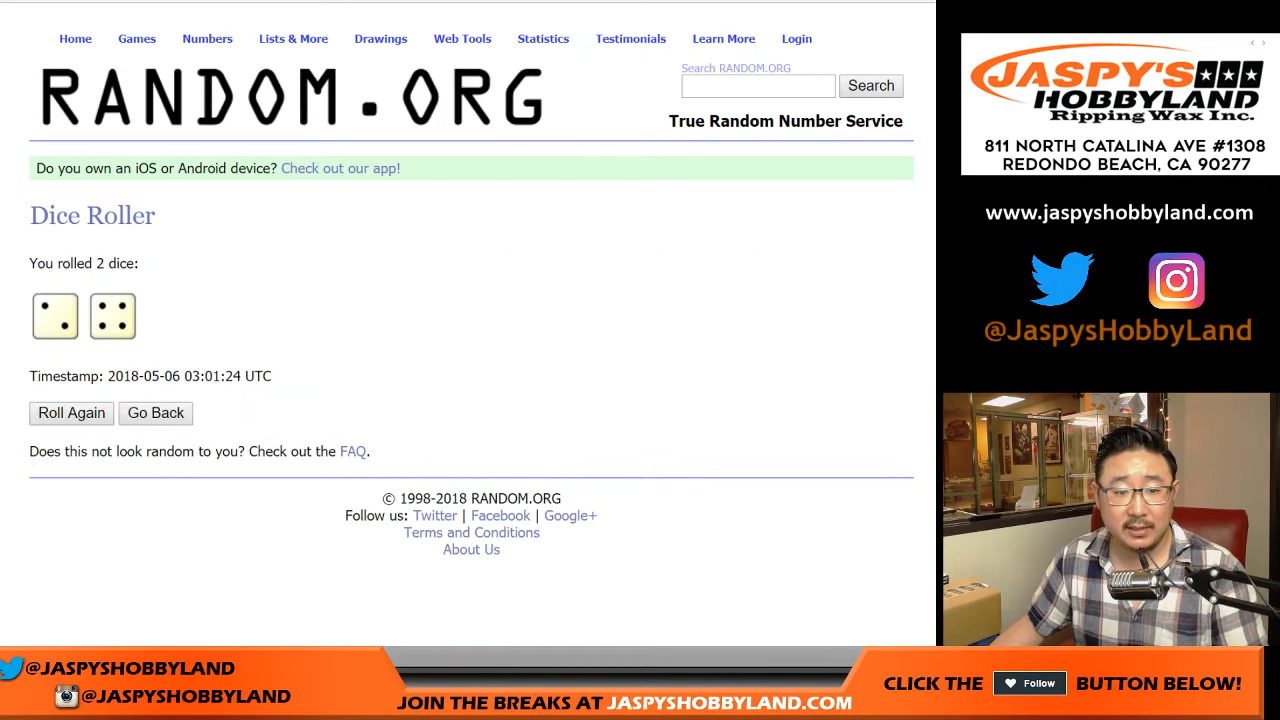 Home Games Numbers Lists & More Drawings Web Tools Statistics Testimonials Learn More Login
RANDOM.ORG
Search RANDOM.ORG
Search
True Random Number Service
Do you own an iOS or Android device? Check out our app!
Dice Roller
You rolled 2 dice:
Timestamp: 2018-05-06 03:01:24 UTC
Roll Again Go Back
Does this not look random to you? Check out the FAQ.
© 1998-2018 RANDOM.ORG
Follow us: Twitter | Facebook | Google+
Terms and Conditions
About Us
JASPY'S
HOBBYLAND
Ripping Wax Inc.
811 NORTH CATALINA AVE #1308
REDONDO BEACH, CA 90277
www.jaspyshobbyland.com
@JaspysHobbyLand
@JASPYSHOBBYLAND
@JASPYSHOBBYLAND
JOIN THE BREAKS AT JASPYSHOBBYLAND.COM
CLICK THE Follow BUTTON BELOW!